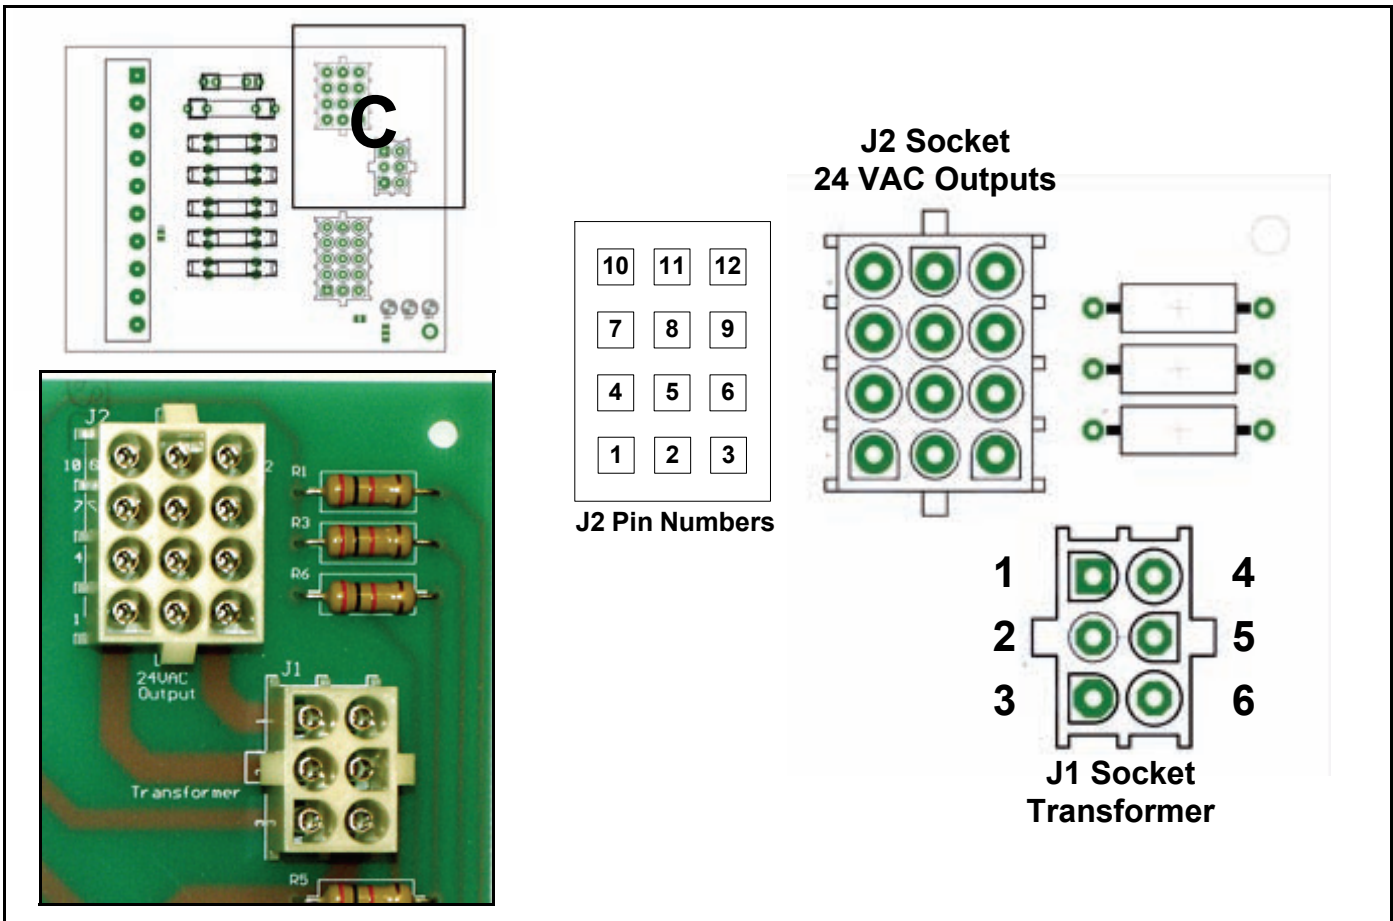 C
J2 Socket
24 VAC Outputs
10 11 12
7 8 9
4 5 6
1 2 3
J2 Pin Numbers
1 4
2 5
3 6
J1 Socket
Transformer
J2
R1
R3
7
4
R6
1
24VAC
Output
J1
Transformer
R5